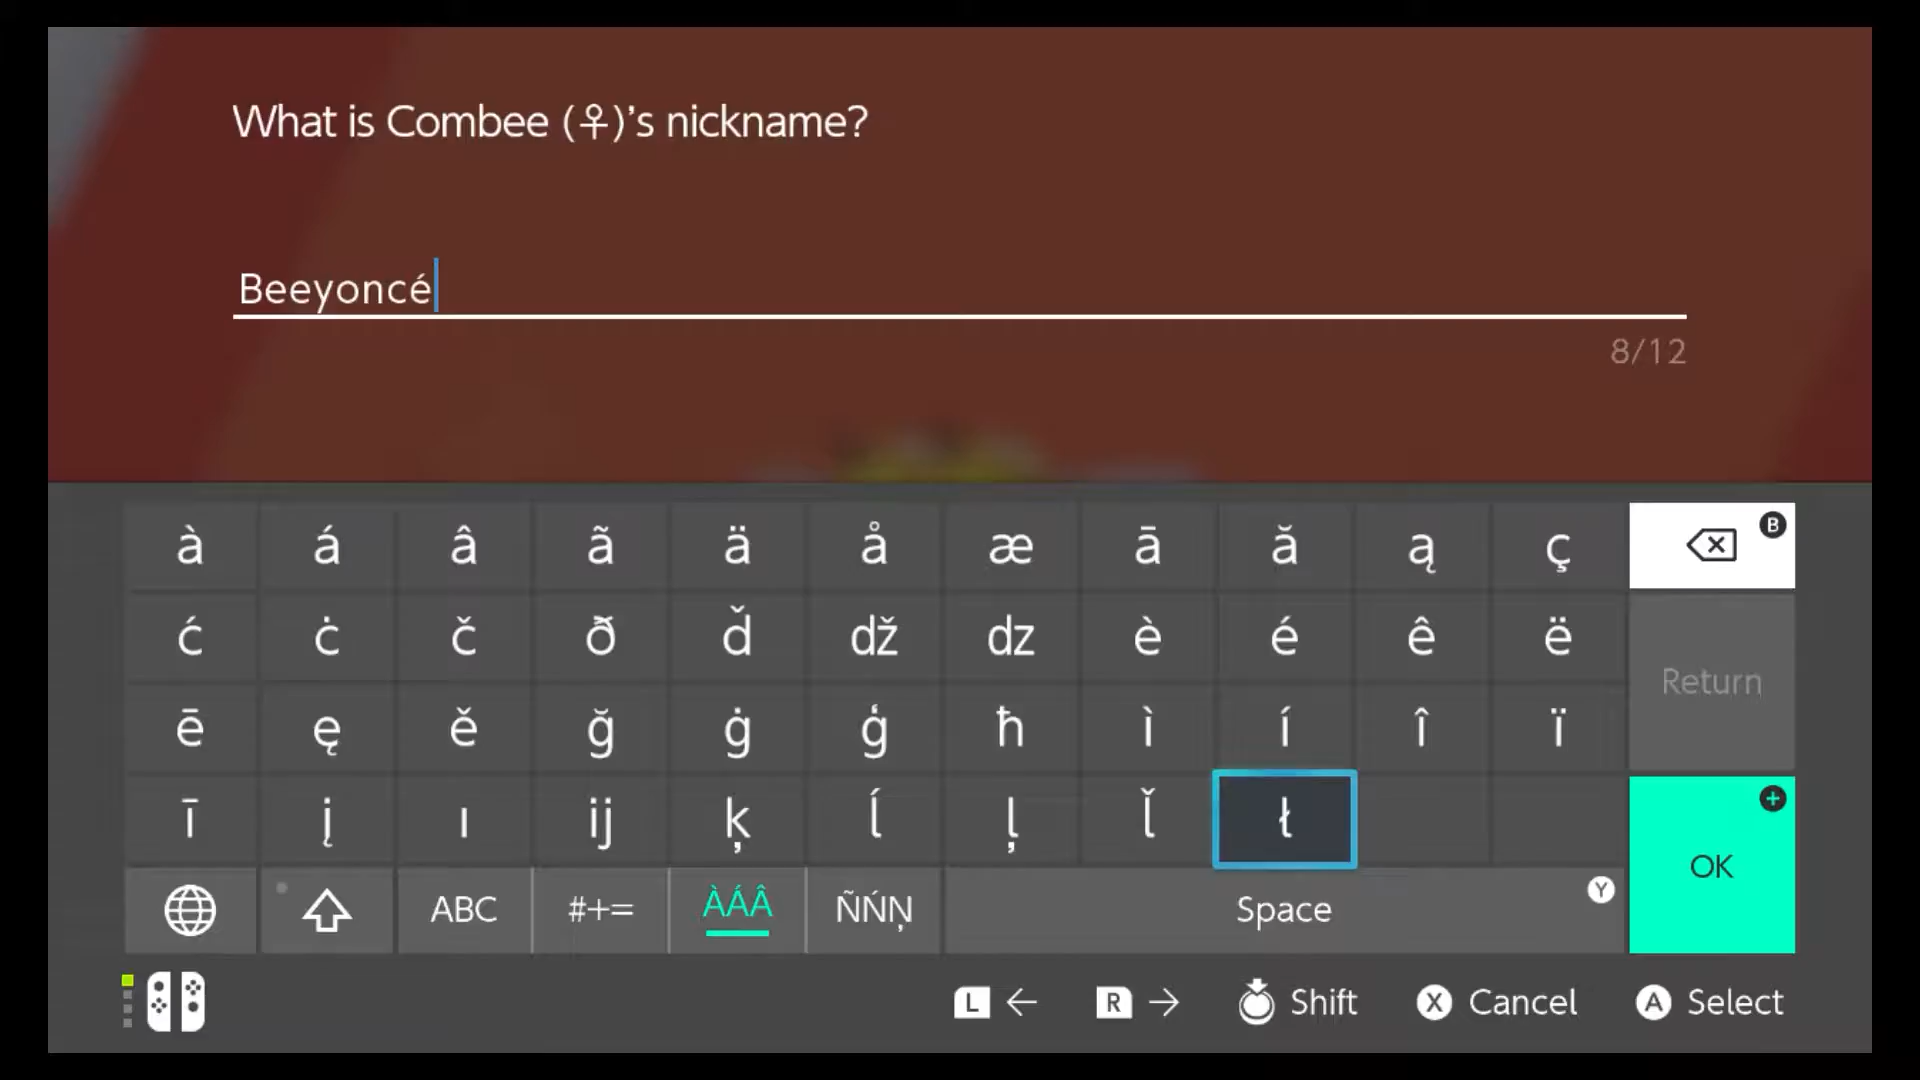 What is Combee (♀)'s nickname?
Beeyoncé
8/12
à á â ã ä å æ ā ă ą ç B
ć ċ č ð ď dž dz è é ê ë
Return
ē ę ě ğ ġ ģ ħ ì í î ï
ī į ı ij ķ ĺ ļ ľ ł
+
OK
ABC #+= ÀÁÂ ÑŃŅ Space Y
L ← R → Shift X Cancel A Select